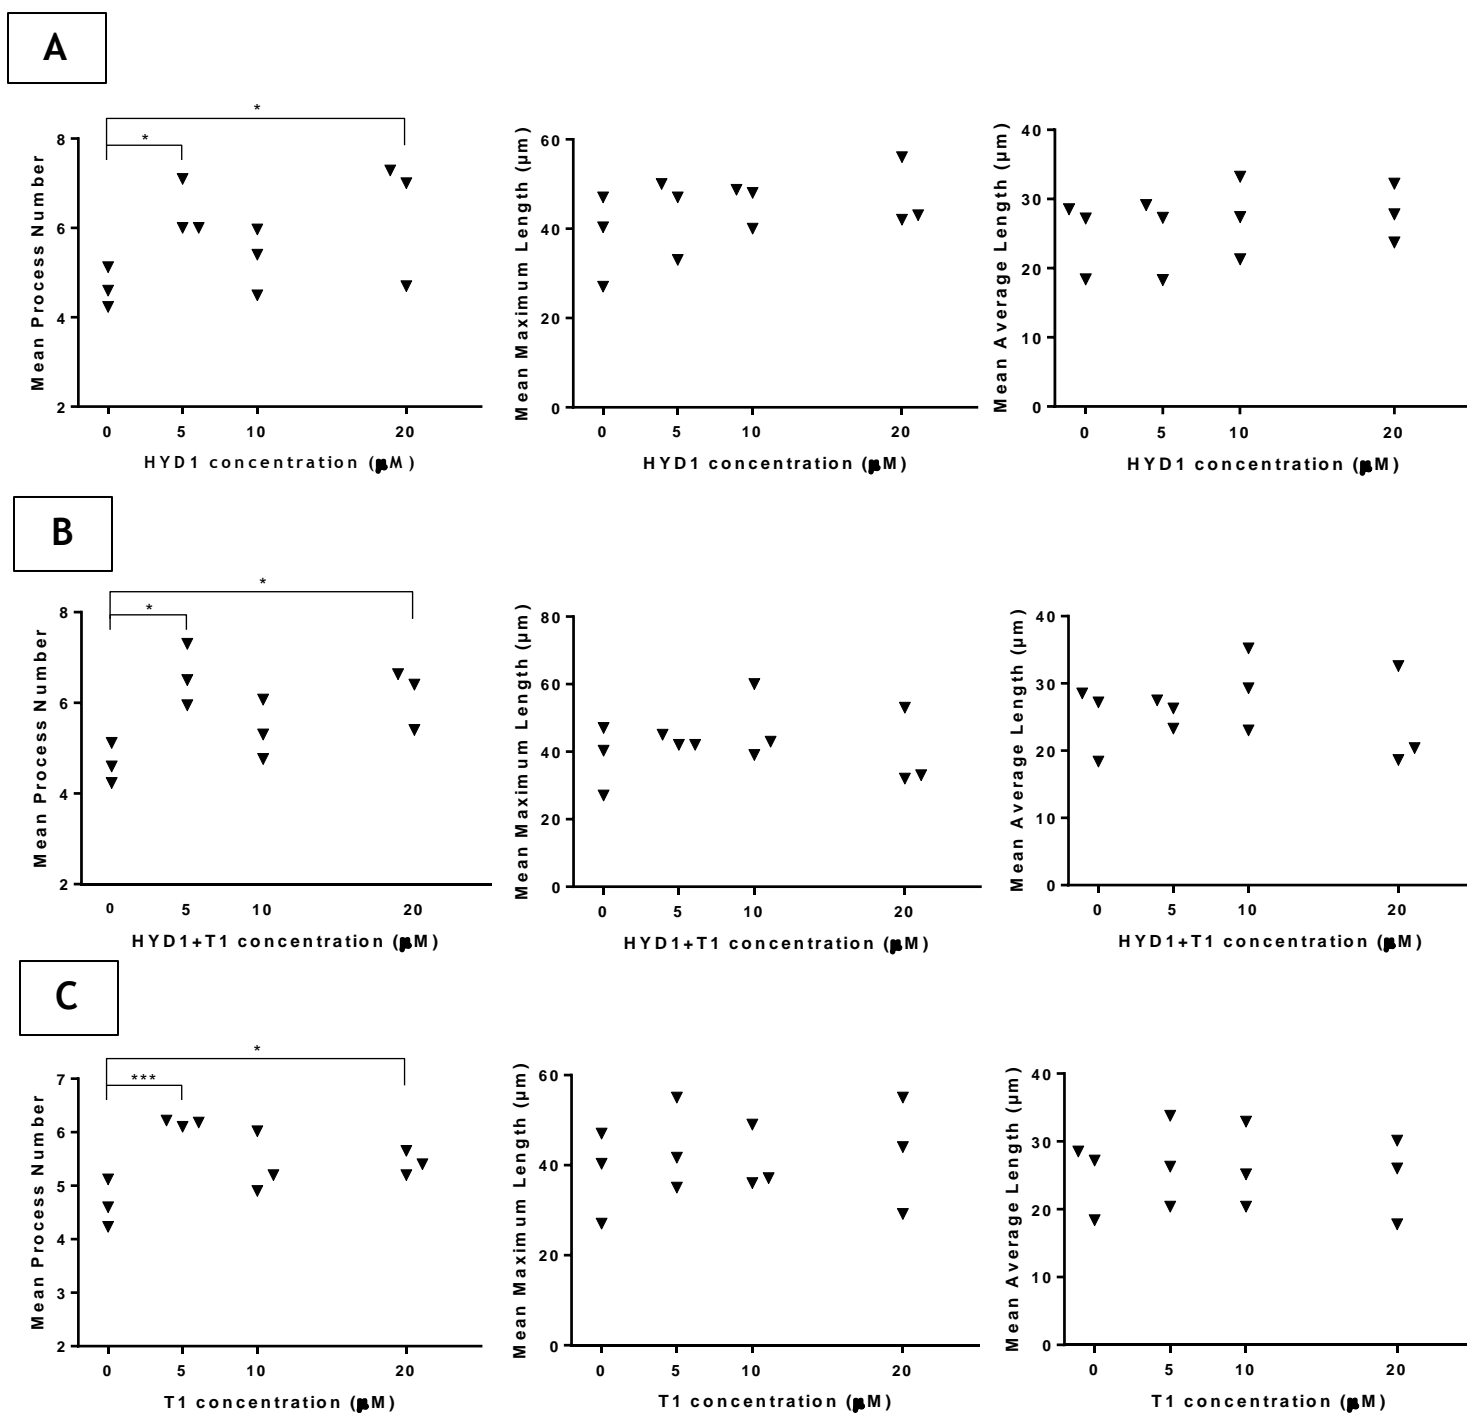 A
*
*
Mean Process Number
8
6
4
2
0 5 10 20
HYD1 concentration (μM)
Mean Maximum Length (μm)
60
40
20
0
0 5 10 20
HYD1 concentration (μM)
Mean Average Length (μm)
40
30
20
10
0
0 5 10 20
HYD1 concentration (μM)
B
*
*
Mean Process Number
8
6
4
2
0 5 10 20
HYD1+T1 concentration (μM)
Mean Maximum Length (μm)
80
60
40
20
0
0 5 10 20
HYD1+T1 concentration (μM)
Mean Average Length (μm)
40
30
20
10
0
0 5 10 20
HYD1+T1 concentration (μM)
C
*
***
Mean Process Number
7
6
5
4
3
2
0 5 10 20
T1 concentration (μM)
Mean Maximum Length (μm)
60
40
20
0
0 5 10 20
T1 concentration (μM)
Mean Average Length (μm)
40
30
20
10
0
0 5 10 20
T1 concentration (μM)